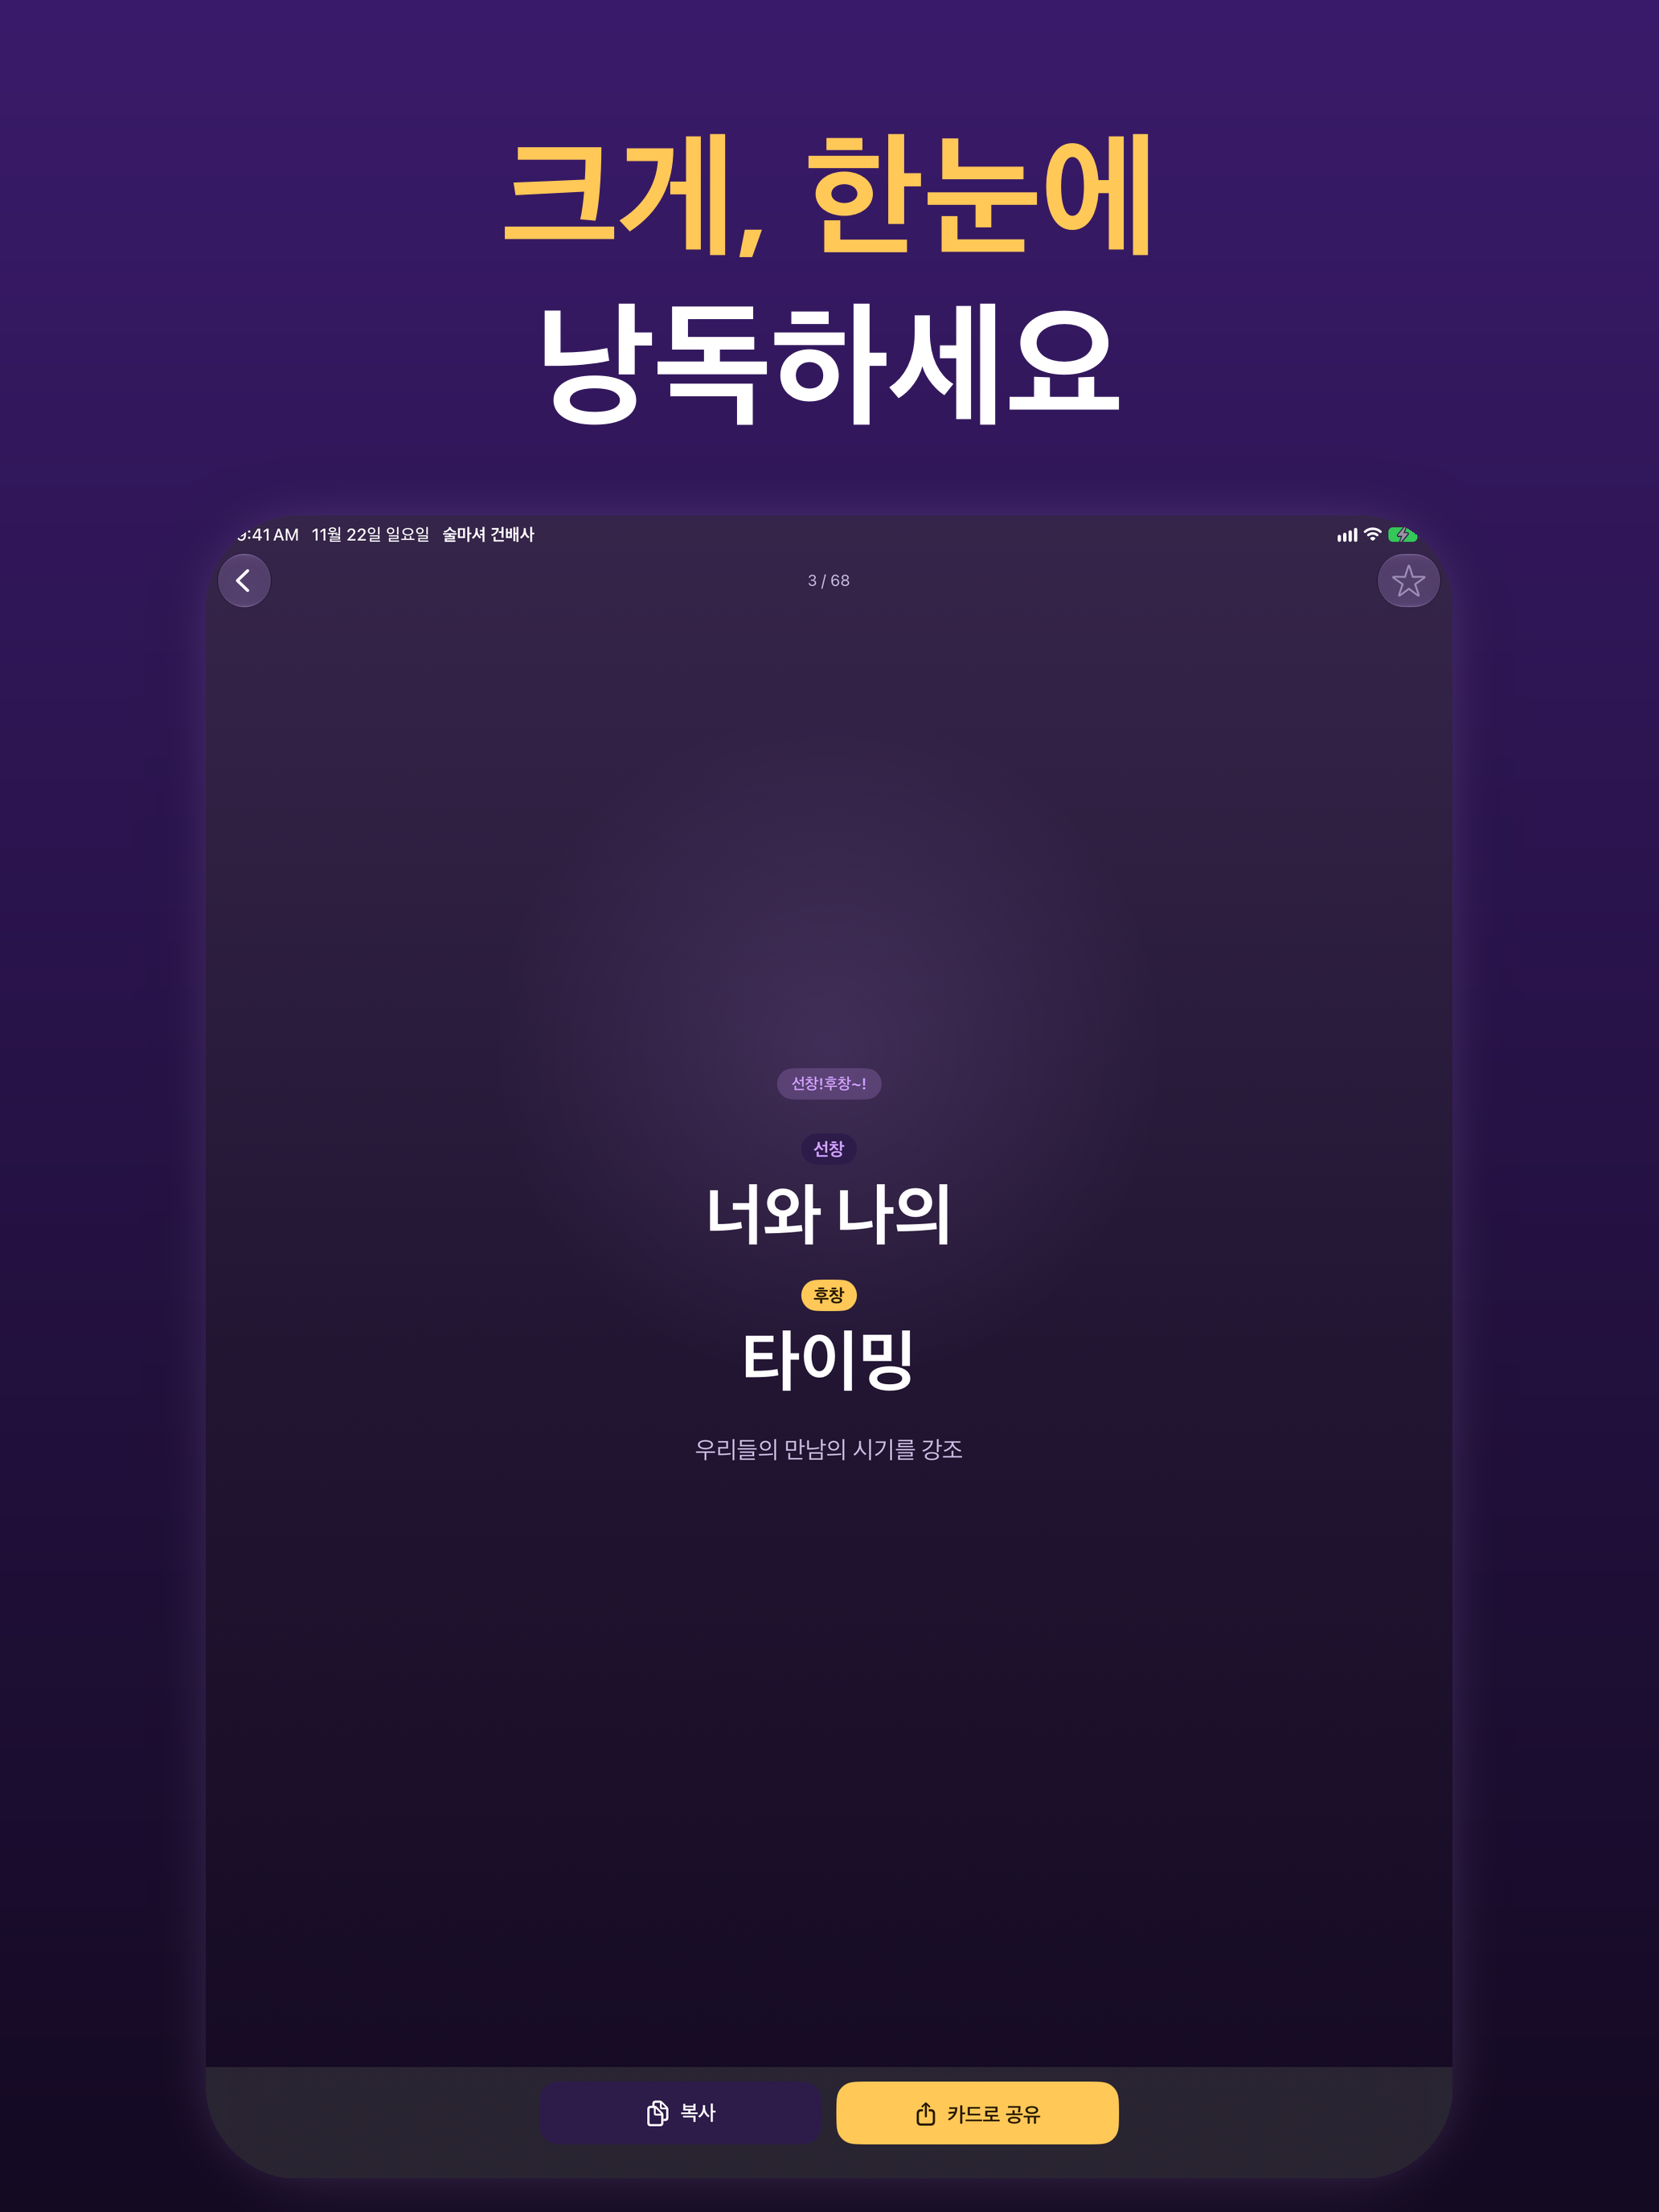 크게, 한눈에
낭독하세요
9:41 AM 11월 22일 일요일 술마셔 건배사
3 / 68
선창!후창~!
선창
너와 나의
후창
타이밍
우리들의 만남의 시기를 강조
복사
카드로 공유